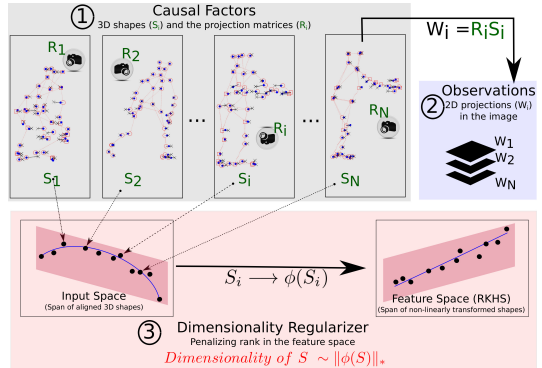 1 Causal Factors
3D shapes (Si) and the projection matrices (Ri)
Wi =RiSi
R1
R2
Ri
RN
...
...
S1
S2
Si
SN
Observations
2 2D projections (Wi)
in the image
W1
W2
WN
Input Space
(Span of aligned 3D shapes)
Si ⟶ ϕ(Si)
Feature Space (RKHS)
(Span of non-linearly transformed shapes)
3 Dimensionality Regularizer
Penalizing rank in the feature space
Dimensionality of S ∼ ‖ϕ(S)‖*